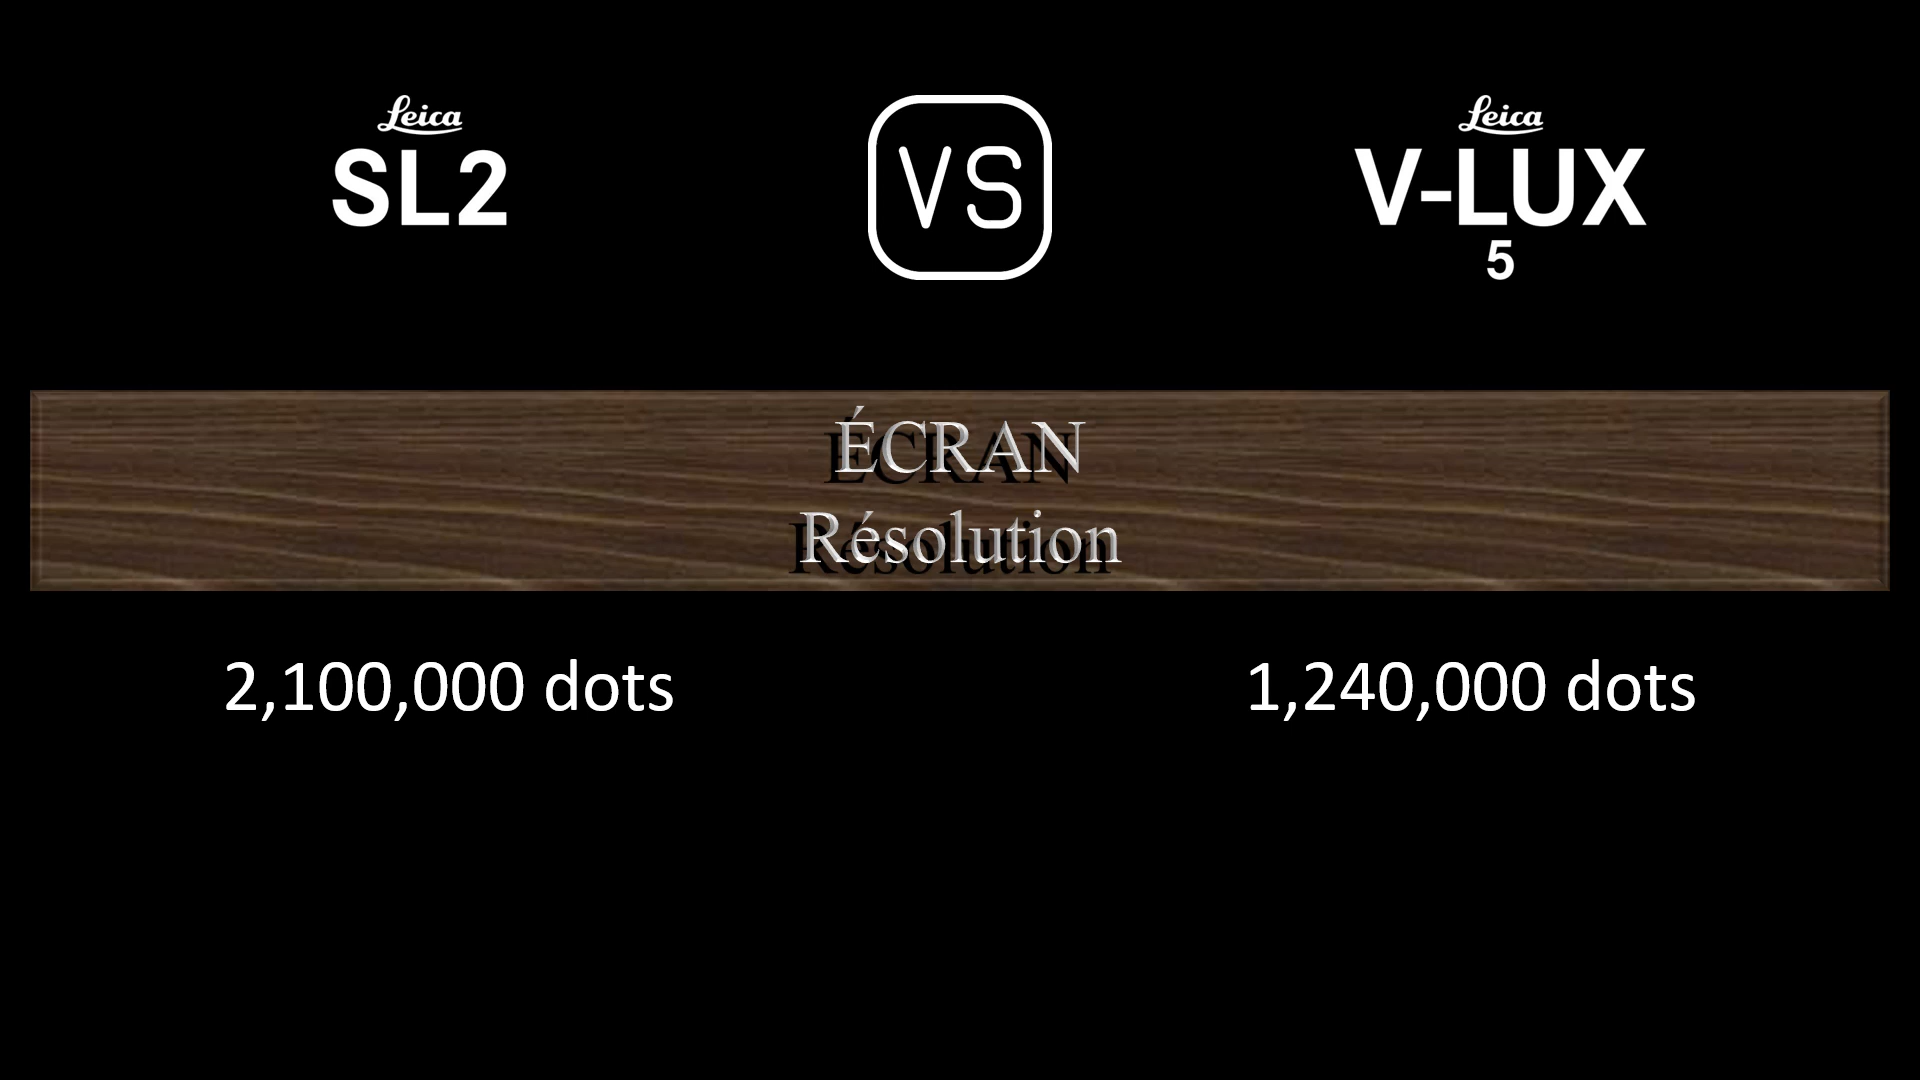 Leica
SL2
VS
Leica
V-LUX
5
ÉCRAN
Résolution
2,100,000 dots
1,240,000 dots